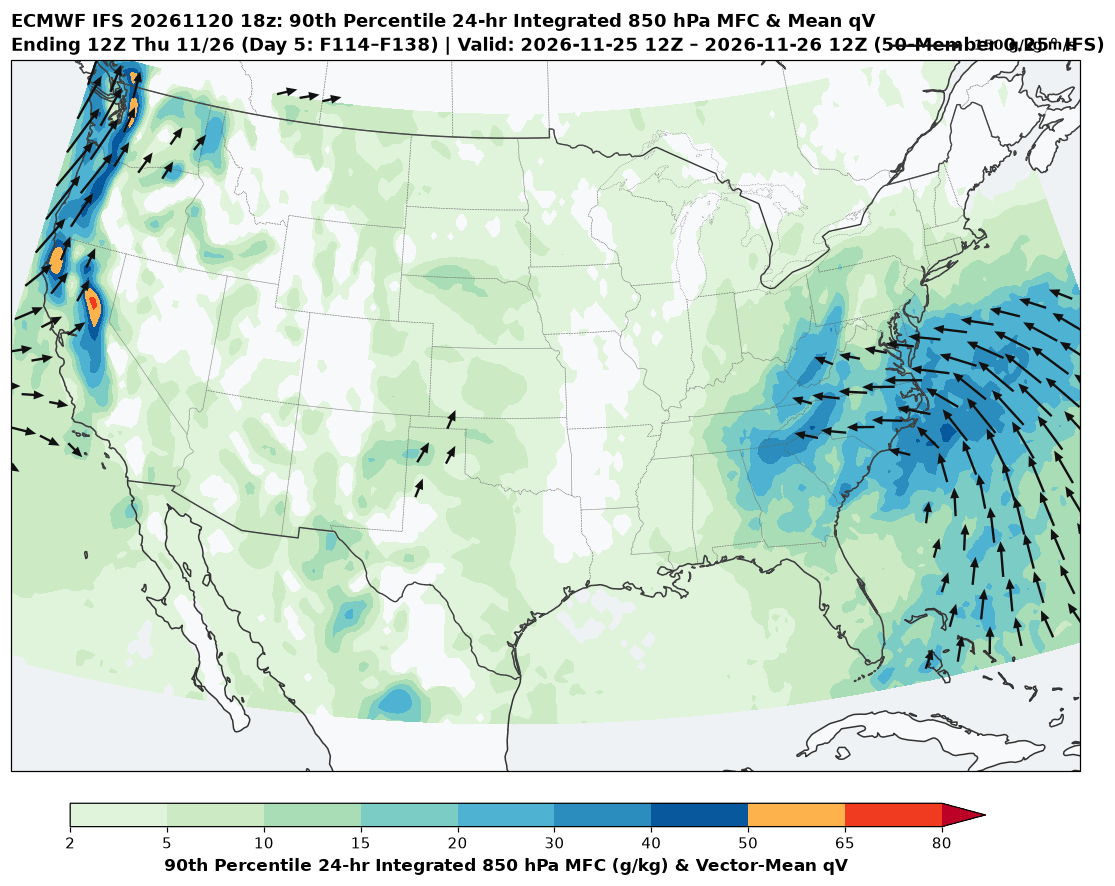 ECMWF IFS 20261120 18z: 90th Percentile 24-hr Integrated 850 hPa MFC & Mean qV
Ending 12Z Thu 11/26 (Day 5: F114–F138) | Valid: 2026-11-25 12Z – 2026-11-26 12Z (50-Member 0.25° IFS)
2 5 10 15 20 30 40 50 65 80
90th Percentile 24-hr Integrated 850 hPa MFC (g/kg) & Vector-Mean qV